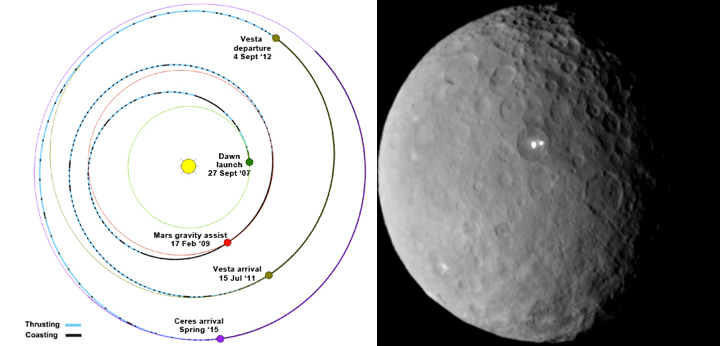 Vesta
departure
4 Sept ‘12
Dawn
launch
27 Sept ‘07
Mars gravity assist
17 Feb ‘09
Vesta arrival
15 Jul ‘11
Ceres arrival
Spring ‘15
Thrusting
Coasting